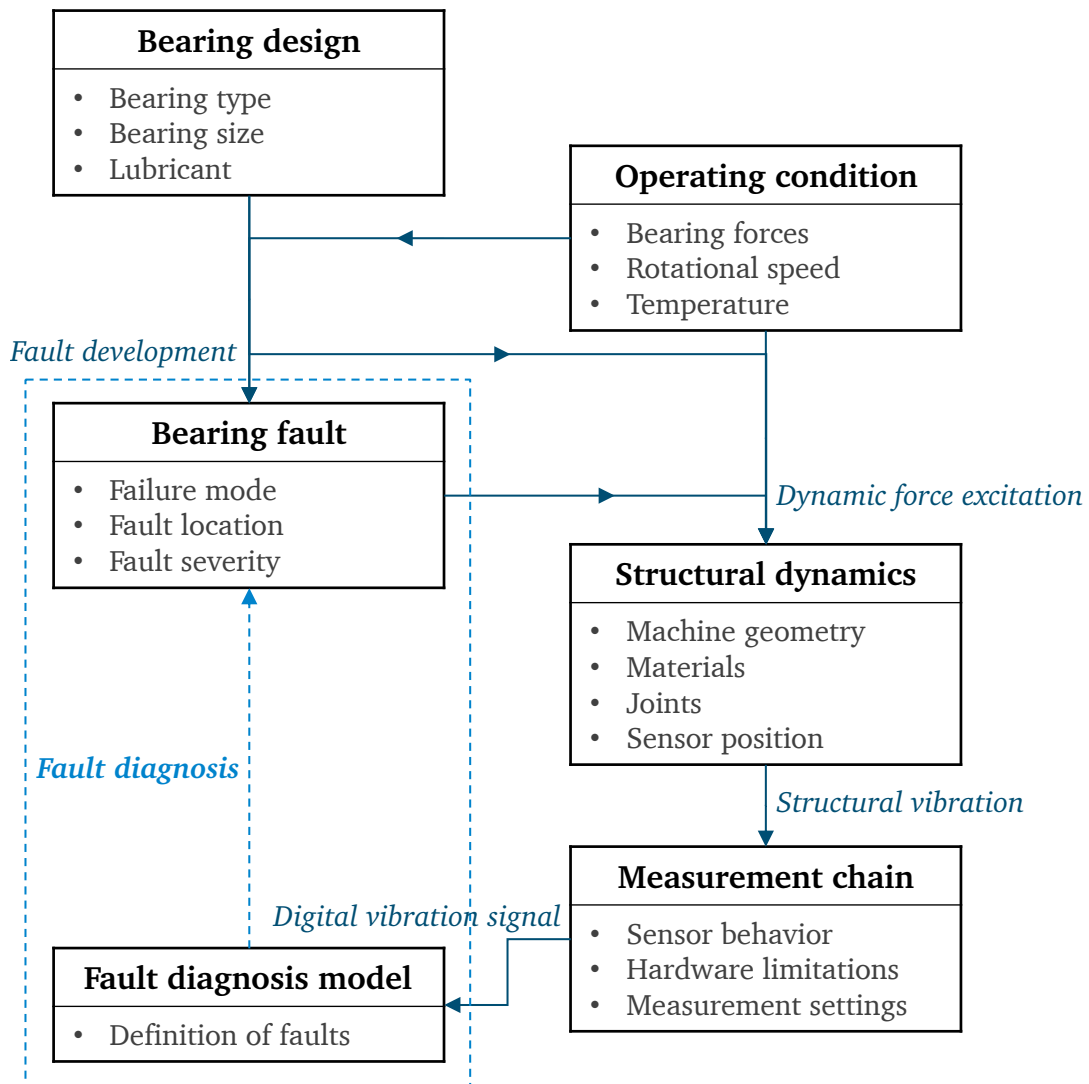 Bearing design
• Bearing type
• Bearing size
• Lubricant
Operating condition
• Bearing forces
• Rotational speed
• Temperature
Fault development
Bearing fault
• Failure mode
• Fault location
• Fault severity
Dynamic force excitation
Structural dynamics
• Machine geometry
• Materials
• Joints
• Sensor position
Fault diagnosis
Structural vibration
Measurement chain
• Sensor behavior
• Hardware limitations
• Measurement settings
Digital vibration signal
Fault diagnosis model
• Definition of faults